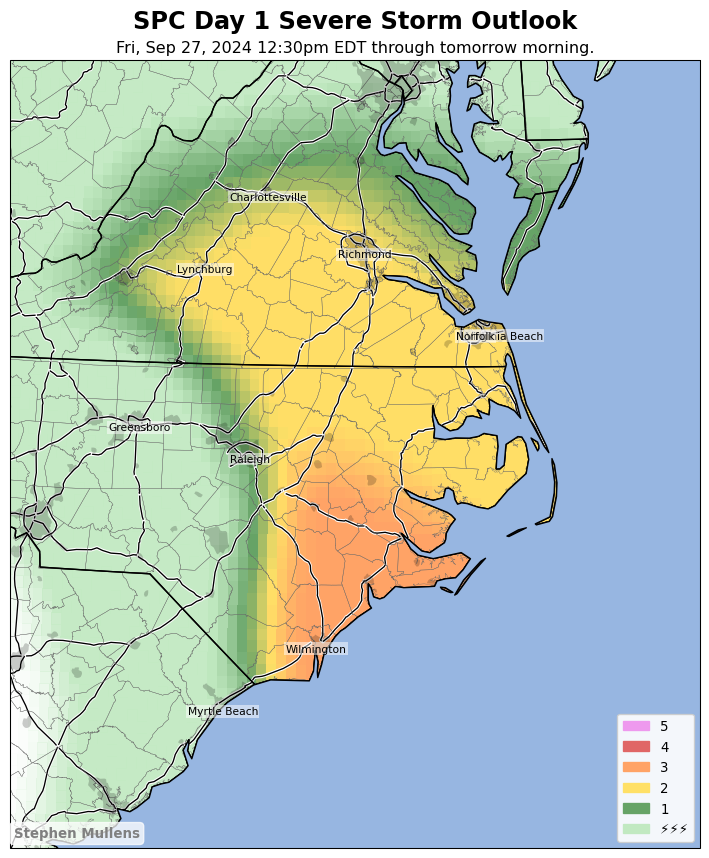 SPC Day 1 Severe Storm Outlook
Fri, Sep 27, 2024 12:30pm EDT through tomorrow morning.
Charlottesville
Richmond
Lynchburg
Norfolk
ia Beach
Greensboro
Raleigh
Wilmington
Myrtle Beach
5
4
3
2
1
⚡⚡⚡
Stephen Mullens